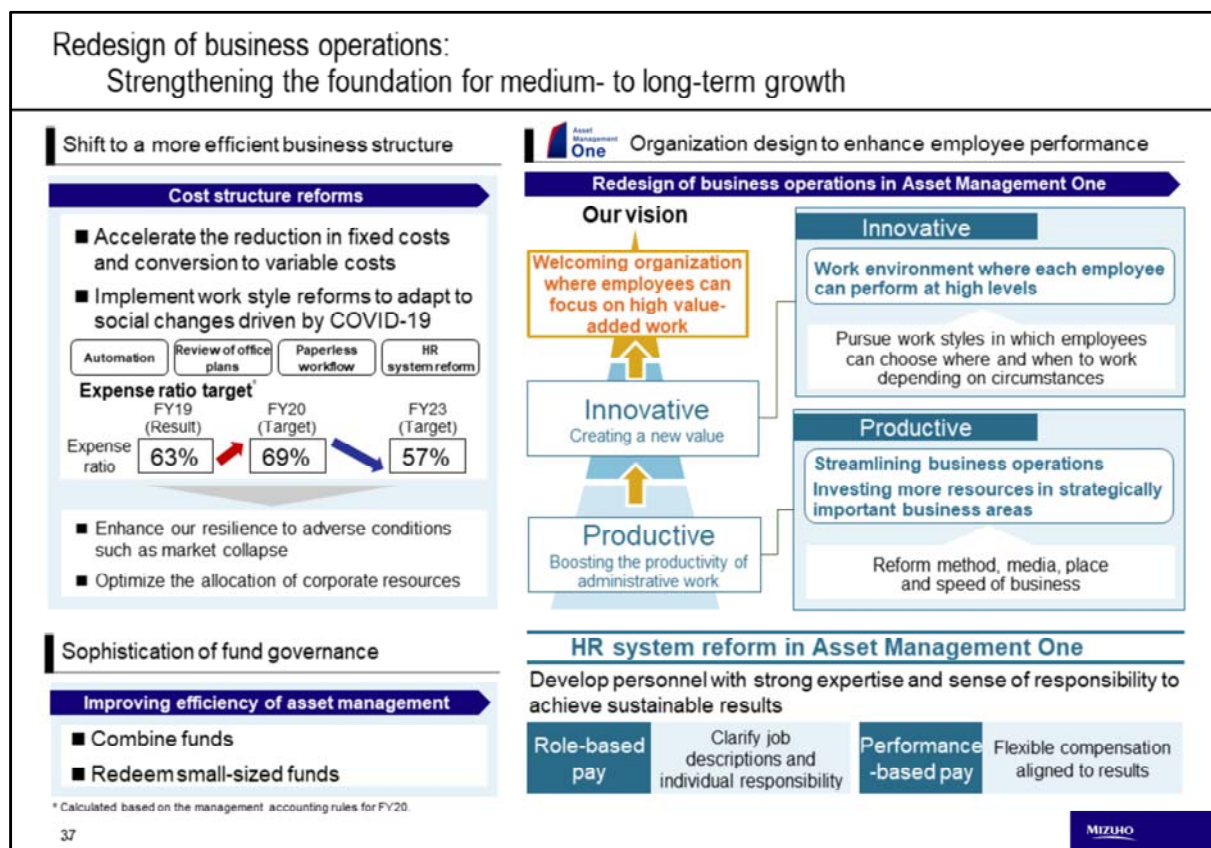 Redesign of business operations:
Strengthening the foundation for medium- to long-term growth
Shift to a more efficient business structure
Cost structure reforms
■ Accelerate the reduction in fixed costs
and conversion to variable costs
■ Implement work style reforms to adapt to
social changes driven by COVID-19
Automation
Review of office
plans
Paperless
workflow
HR
system reform
Expense ratio target*
FY19
(Result)
FY20
(Target)
FY23
(Target)
Expense
ratio
63%
69%
57%
■ Enhance our resilience to adverse conditions
such as market collapse
■ Optimize the allocation of corporate resources
Sophistication of fund governance
Improving efficiency of asset management
■ Combine funds
■ Redeem small-sized funds
Asset
Management
One
Organization design to enhance employee performance
Redesign of business operations in Asset Management One
Our vision
Welcoming organization
where employees can
focus on high value-
added work
Innovative
Creating a new value
Productive
Boosting the productivity of
administrative work
Innovative
Work environment where each employee
can perform at high levels
Pursue work styles in which employees
can choose where and when to work
depending on circumstances
Productive
Streamlining business operations
Investing more resources in strategically
important business areas
Reform method, media, place
and speed of business
HR system reform in Asset Management One
Develop personnel with strong expertise and sense of responsibility to
achieve sustainable results
Role-based
pay
Clarify job
descriptions and
individual responsibility
Performance
-based pay
Flexible compensation
aligned to results
* Calculated based on the management accounting rules for FY20.
37
MIZUHO